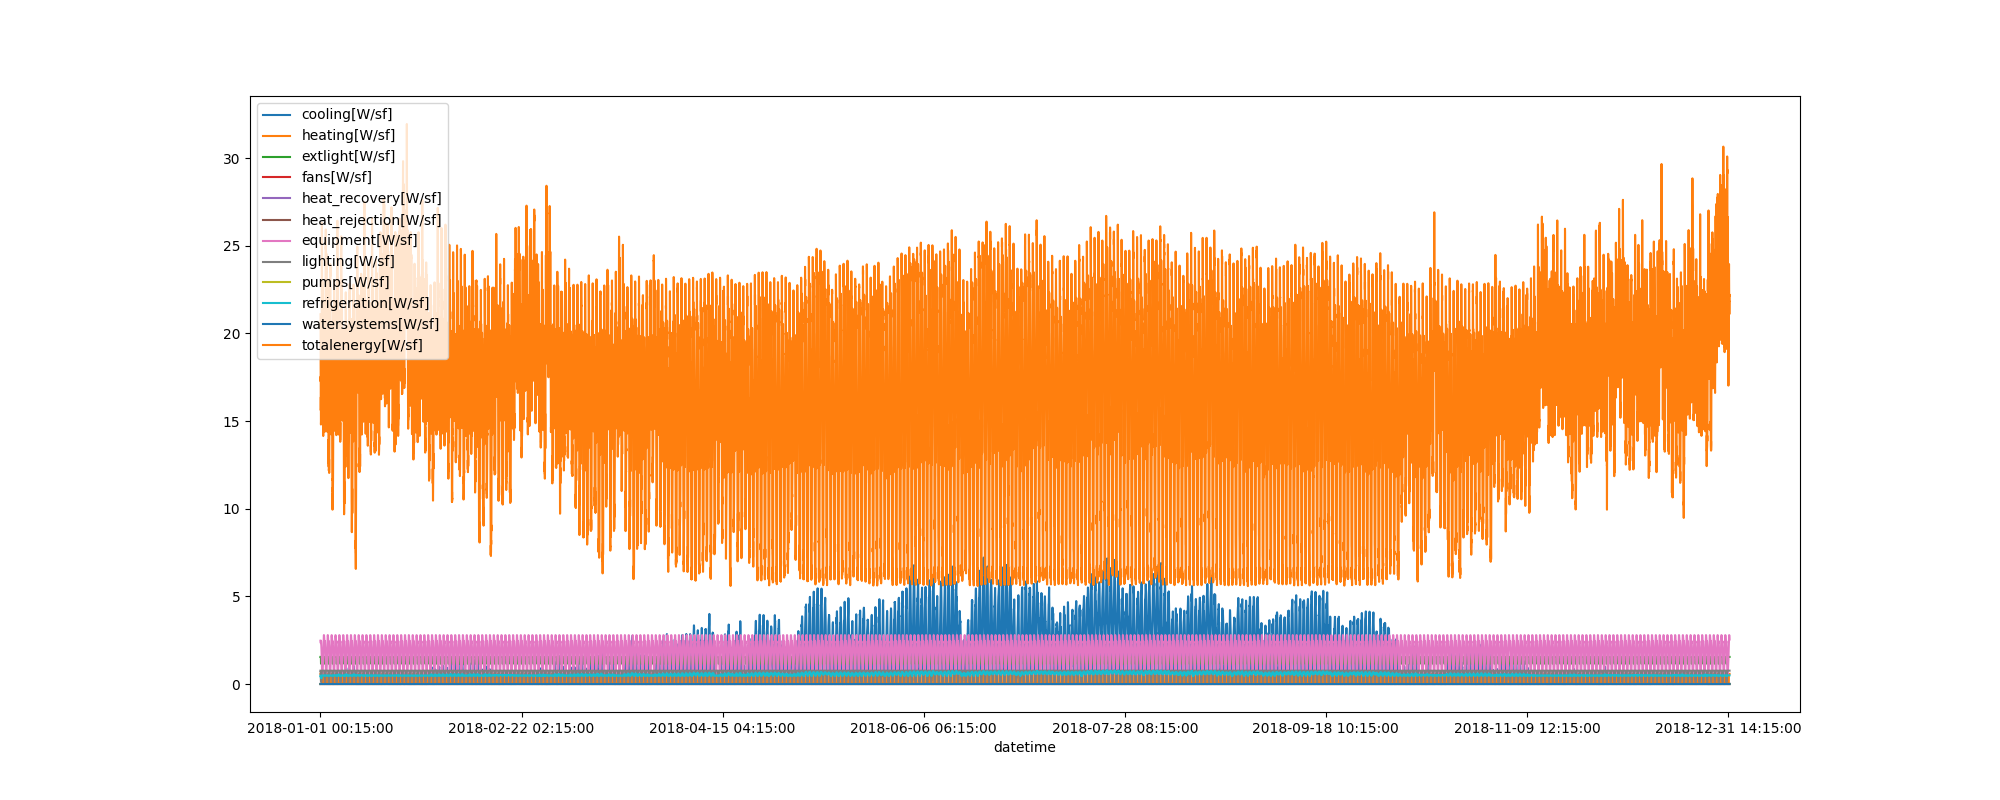 cooling[W/sf]
heating[W/sf]
extlight[W/sf]
fans[W/sf]
heat_recovery[W/sf]
heat_rejection[W/sf]
equipment[W/sf]
lighting[W/sf]
pumps[W/sf]
refrigeration[W/sf]
watersystems[W/sf]
totalenergy[W/sf]
30
25
20
15
10
5
0
2018-01-01 00:15:00 2018-02-22 02:15:00 2018-04-15 04:15:00 2018-06-06 06:15:00 2018-07-28 08:15:00 2018-09-18 10:15:00 2018-11-09 12:15:00 2018-12-31 14:15:00
datetime